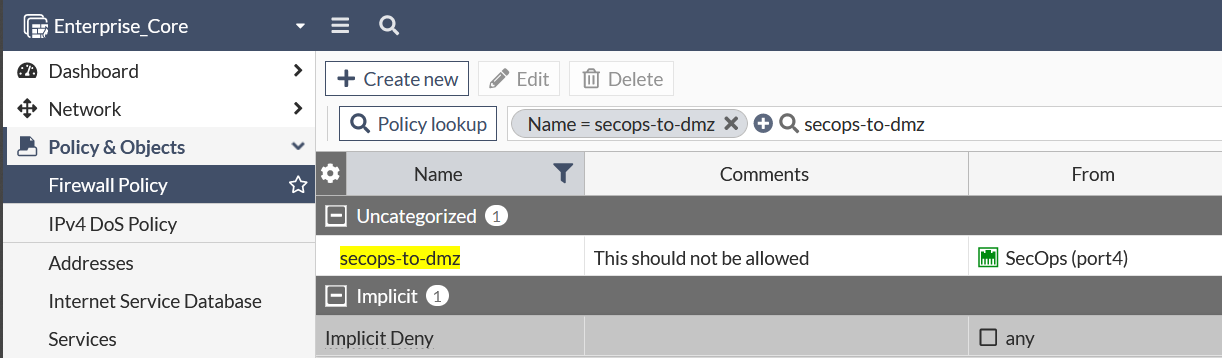 Enterprise_Core
Dashboard
Network
Policy & Objects
Firewall Policy
IPv4 DoS Policy
Addresses
Internet Service Database
Services
Create new Edit Delete
Policy lookup Name = secops-to-dmz secops-to-dmz
Name Comments From
Uncategorized 1
secops-to-dmz This should not be allowed SecOps (port4)
Implicit 1
Implicit Deny any